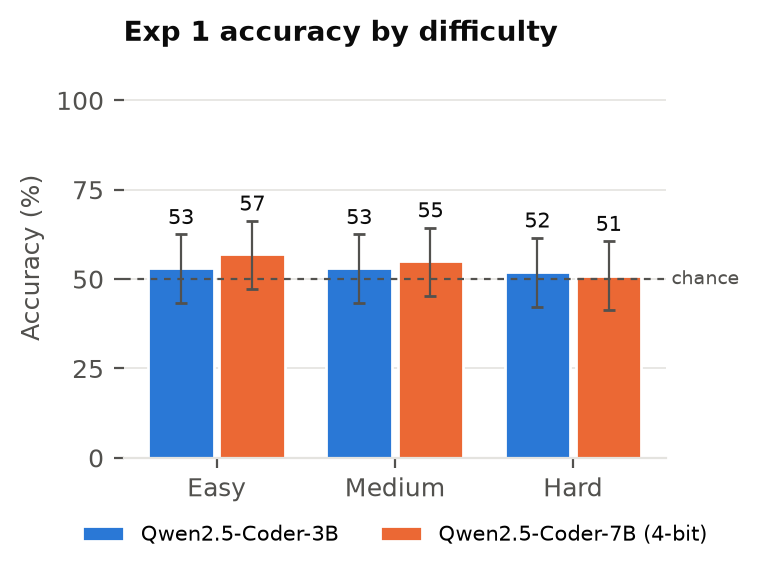 Exp 1 accuracy by difficulty
Accuracy (%)
100
75
50
25
0
53
57
53
55
52
51
chance
Easy
Medium
Hard
Qwen2.5-Coder-3B
Qwen2.5-Coder-7B (4-bit)